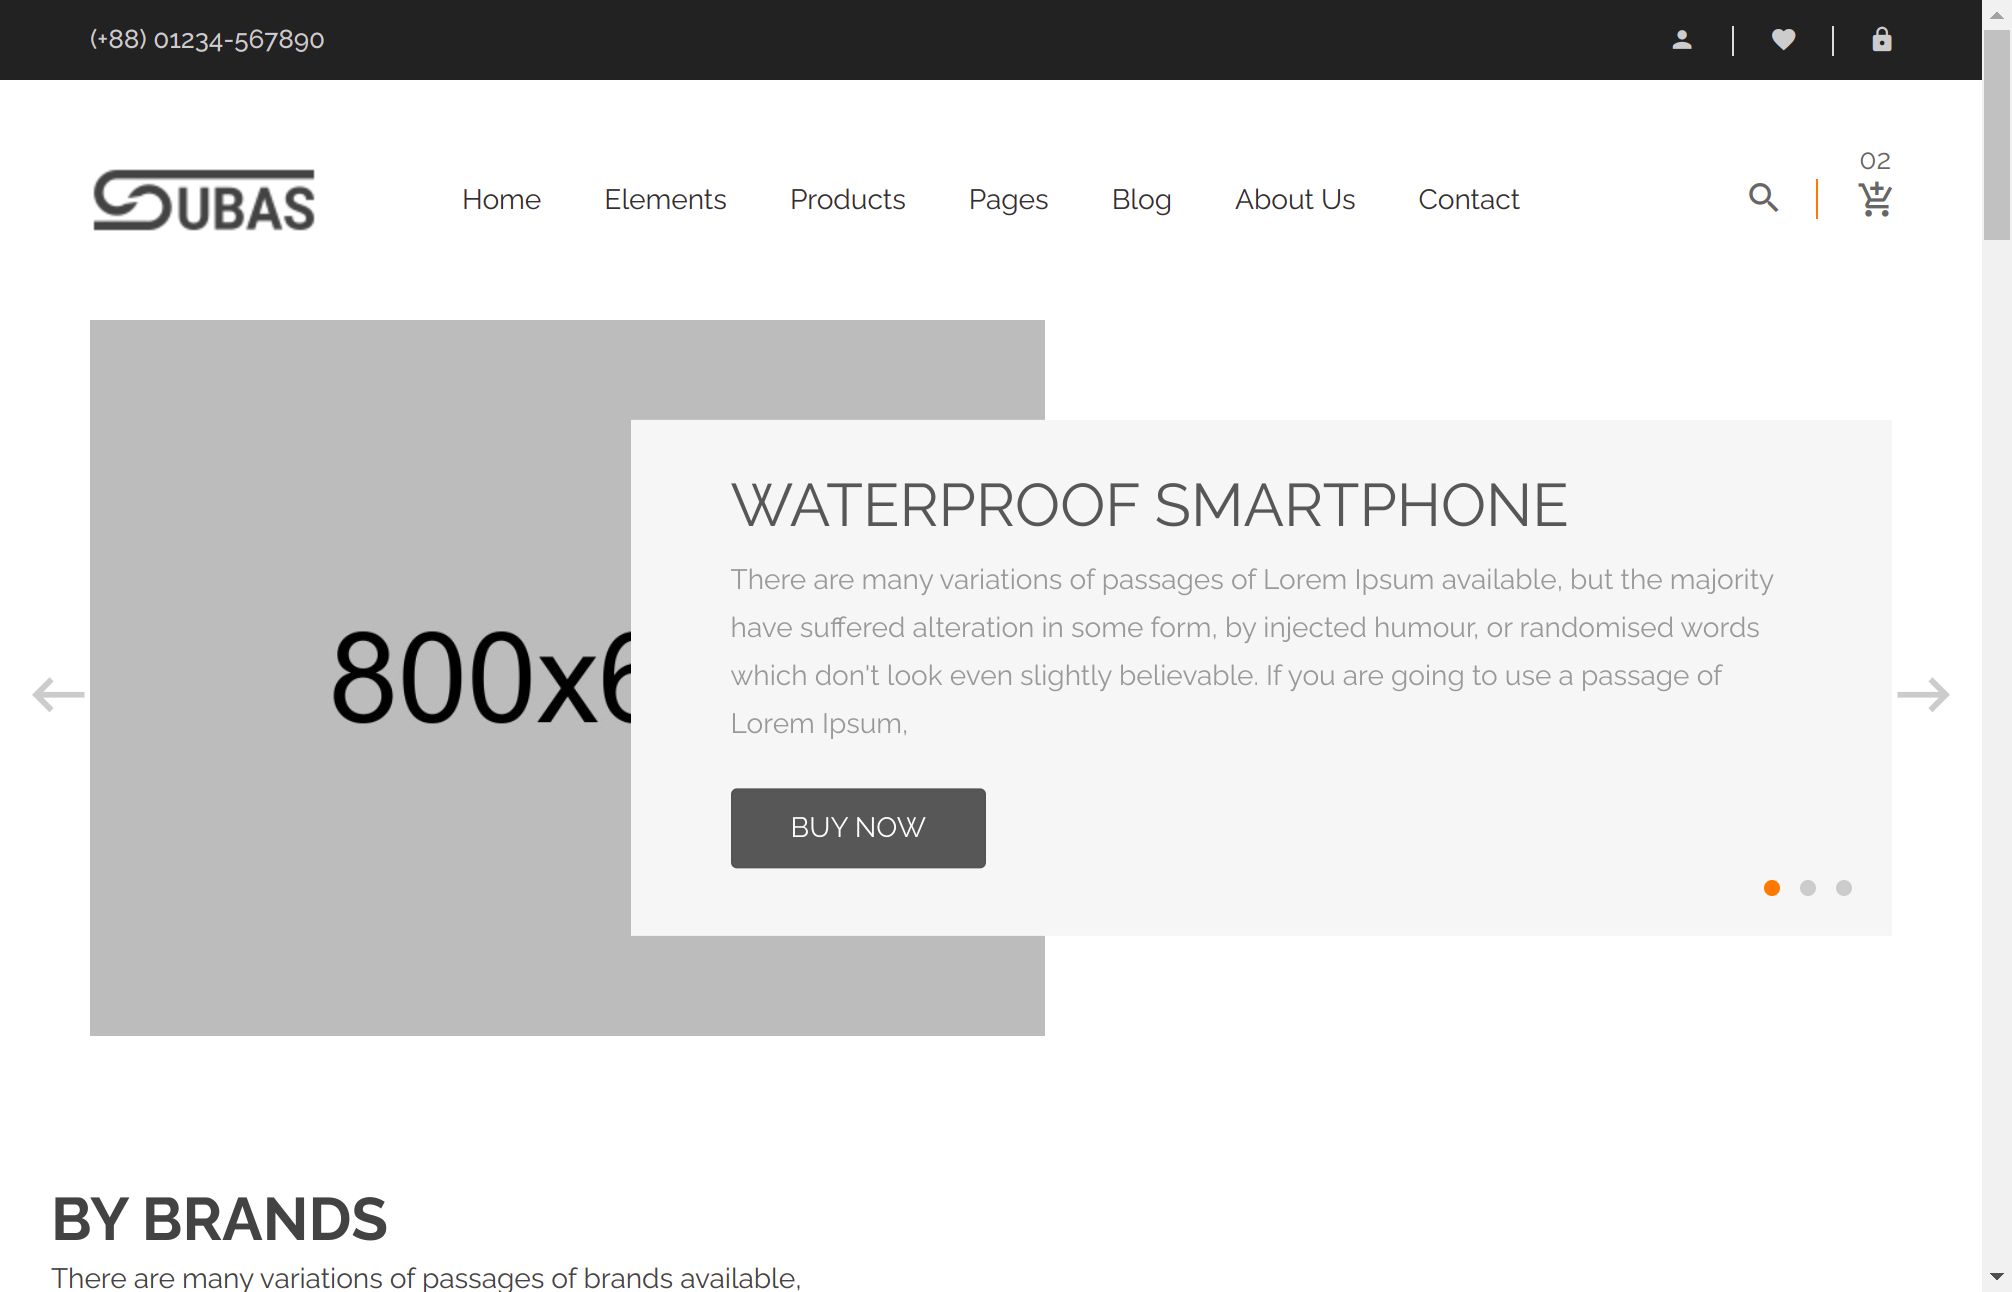 (+88) 01234-567890
SUBAS
Home Elements Products Pages Blog About Us Contact
02
800x6
WATERPROOF SMARTPHONE
There are many variations of passages of Lorem Ipsum available, but the majority
have suffered alteration in some form, by injected humour, or randomised words
which don't look even slightly believable. If you are going to use a passage of
Lorem Ipsum,
BUY NOW
BY BRANDS
There are many variations of passages of brands available,